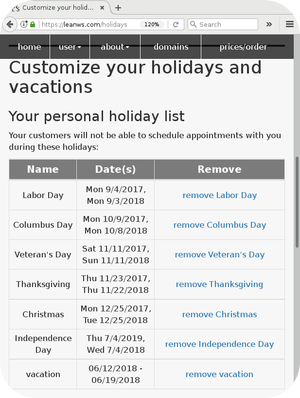 Customize your holid...
https://leanws.com/holidays 120% Search
home user about domains prices/order
Customize your holidays and
vacations
Your personal holiday list
Your customers will not be able to schedule appointments with you
during these holidays:
Name Date(s) Remove
Labor Day Mon 9/4/2017, remove Labor Day
Mon 9/3/2018
Columbus Day Mon 10/9/2017, remove Columbus Day
Mon 10/8/2018
Veteran's Day Sat 11/11/2017, remove Veteran's Day
Sun 11/11/2018
Thanksgiving Thu 11/23/2017, remove Thanksgiving
Thu 11/22/2018
Christmas Mon 12/25/2017, remove Christmas
Tue 12/25/2018
Independence Thu 7/4/2019, remove Independence Day
Day Wed 7/4/2018
vacation 06/12/2018 - remove vacation
06/19/2018